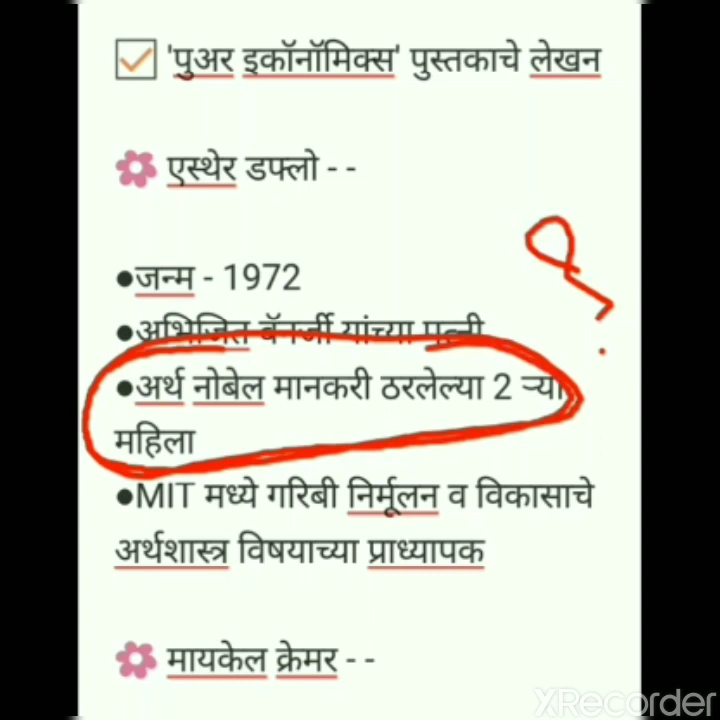 'पुअर इकॉनॉमिक्स' पुस्तकाचे लेखन
एस्थेर डफ्लो - -
●जन्म - 1972
●अभिजित बॅनर्जी यांच्या पत्नी
●अर्थ नोबेल मानकरी ठरलेल्या 2 ऱ्या
महिला
●MIT मध्ये गरिबी निर्मूलन व विकासाचे
अर्थशास्त्र विषयाच्या प्राध्यापक
मायकेल क्रेमर - -
XRecorder